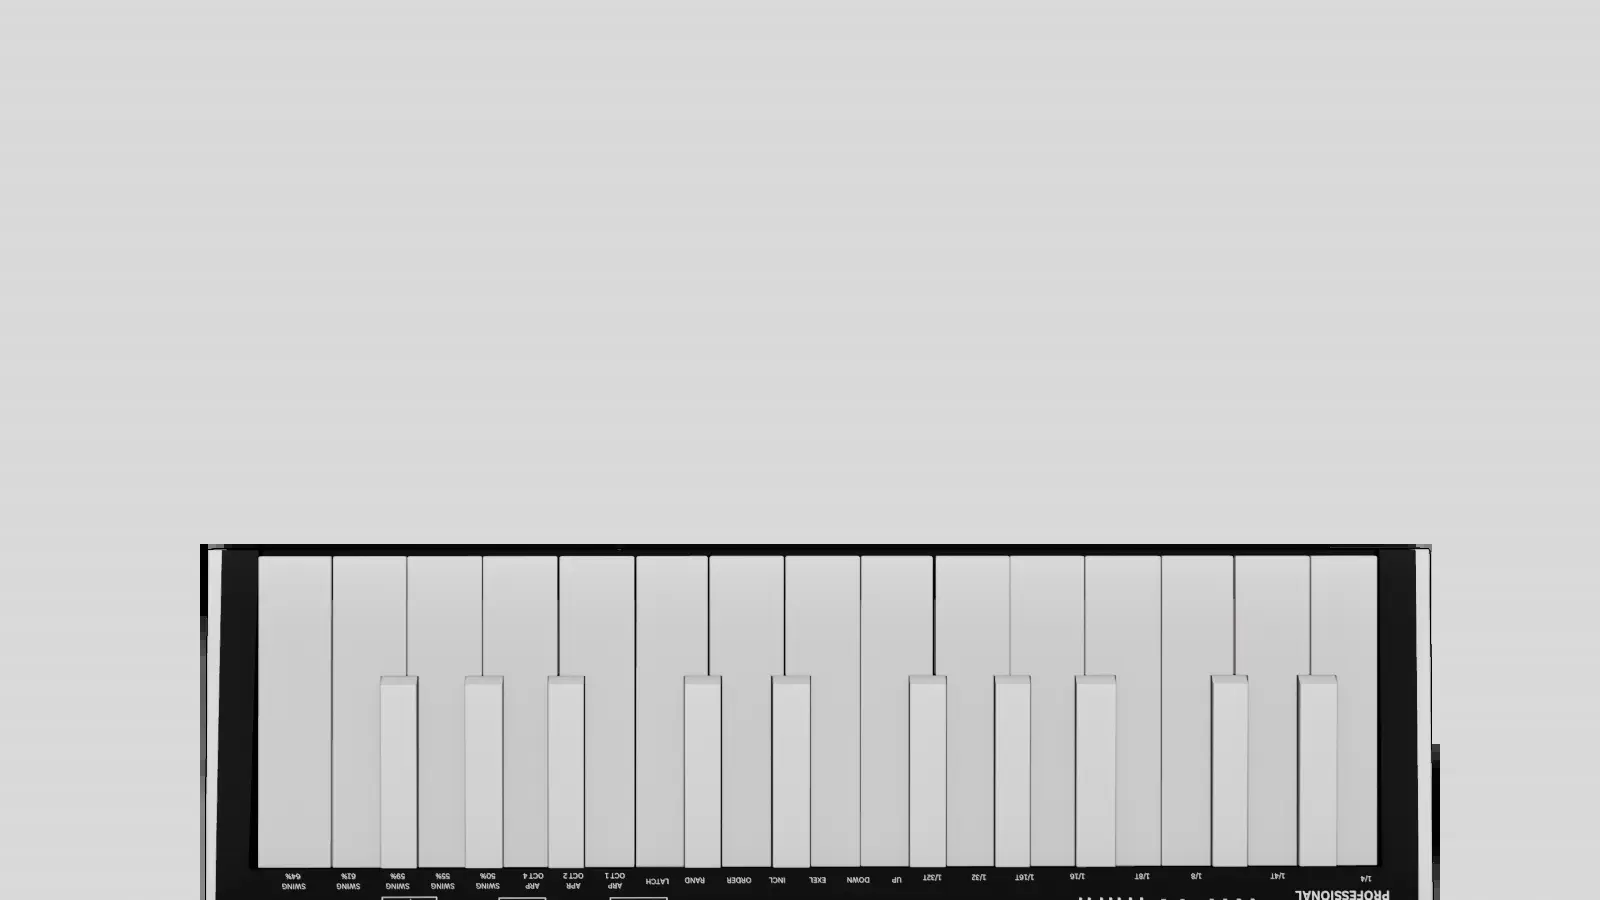 PROFESSIONAL
1/4
1/4T
1/8
1/8T
1/16
1/16T
1/32
1/32T
UP
DOWN
EXEL
INCL
ORDER
RAND
LATCH
ARP
OCT 1
APR
OCT 2
ARP
OCT 4
SWING
50%
SWING
55%
SWING
59%
SWING
61%
SWING
64%